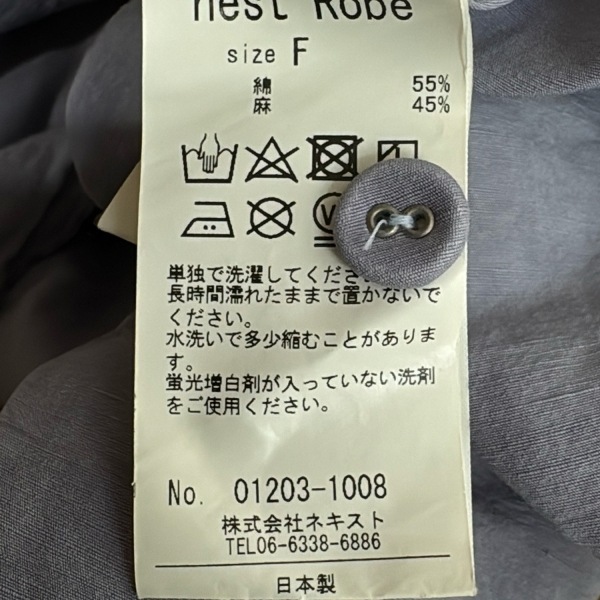 nest Robe
size F
綿 55%
麻 45%
単独で洗濯してくださ
長時間濡れたままで置かないで
ください。
水洗いで多少縮むことがありま
す。
蛍光増白剤が入っていない洗剤
をご使用ください。
No. 01203-1008
株式会社ネキスト
TEL06-6338-6886
日本製